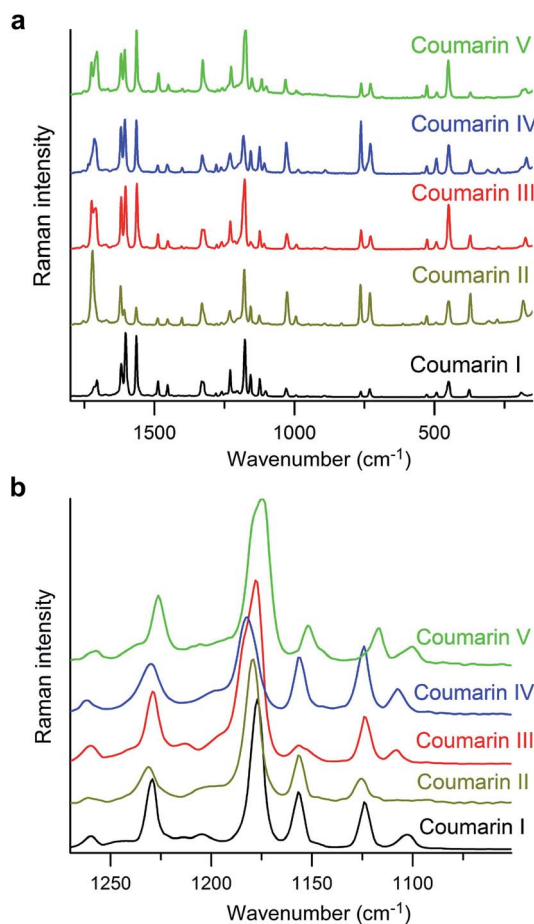 a
Coumarin V
Coumarin IV
Coumarin III
Coumarin II
Coumarin I
Raman intensity
1500
1000
500
Wavenumber (cm-1)
b
Coumarin V
Coumarin IV
Coumarin III
Coumarin II
Coumarin I
Raman intensity
1250
1200
1150
1100
Wavenumber (cm-1)